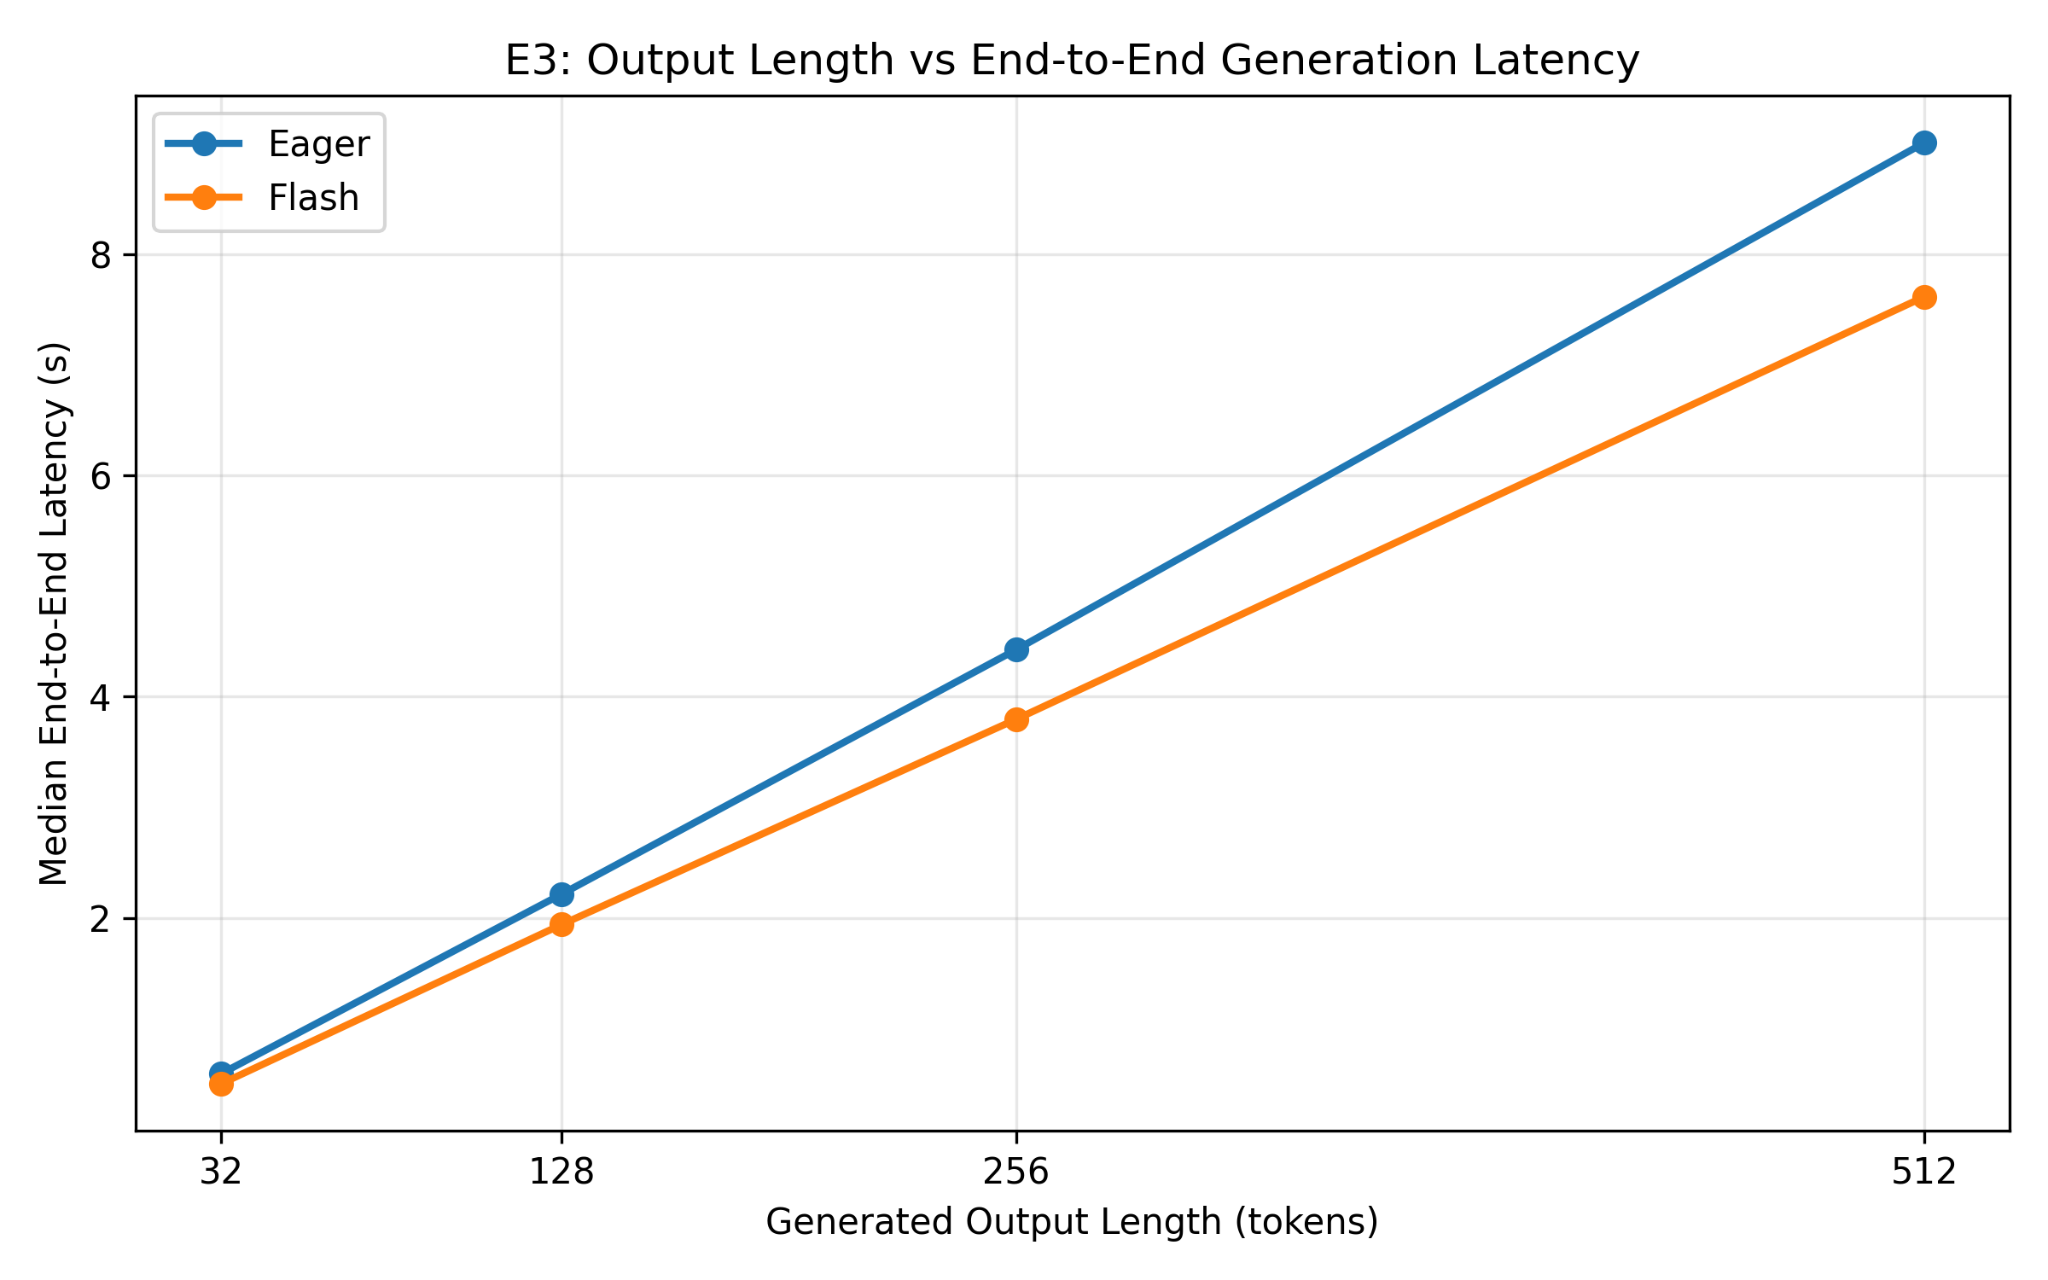 E3: Output Length vs End-to-End Generation Latency
Eager
Flash
Median End-to-End Latency (s)
8
6
4
2
32 128 256 512
Generated Output Length (tokens)